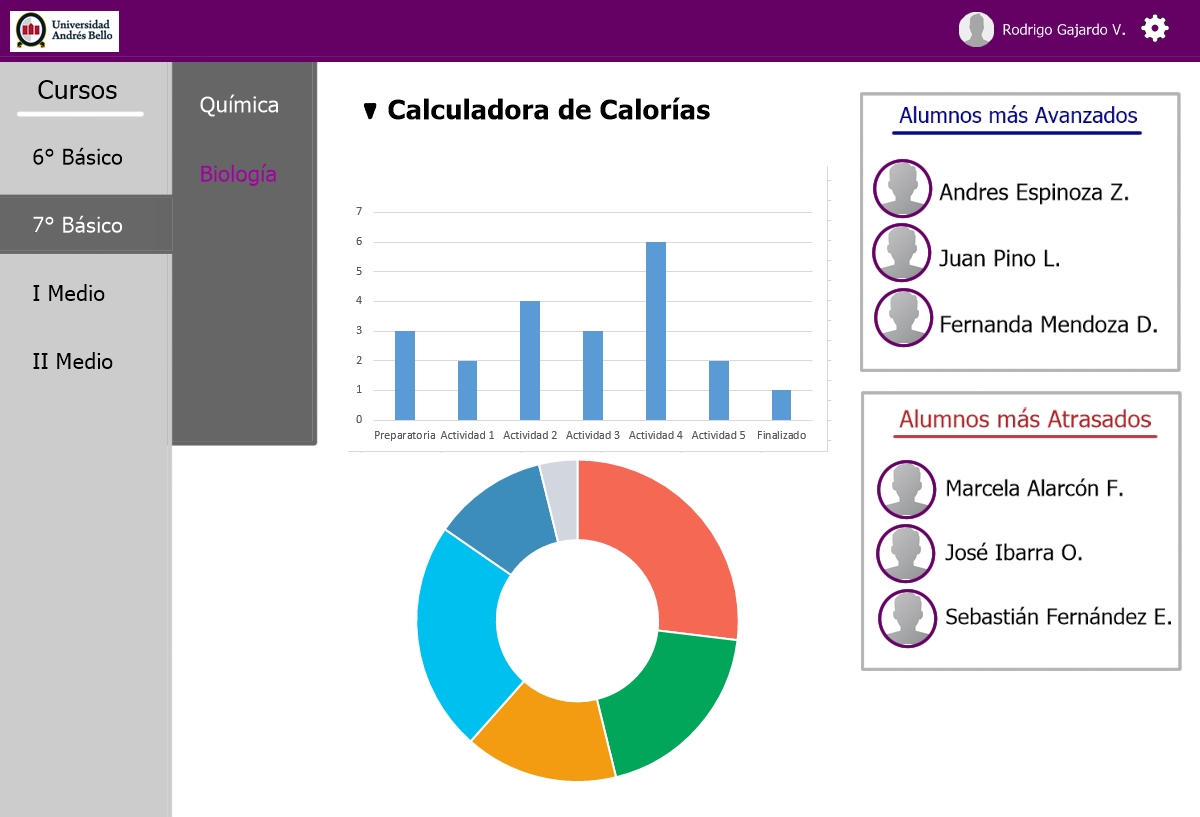 Universidad
Andrés Bello
Rodrigo Gajardo V.
Cursos
6° Básico
7° Básico
I Medio
II Medio
Química
Biología
▼ Calculadora de Calorías
7
6
5
4
3
2
1
0
Preparatoria Actividad 1 Actividad 2 Actividad 3 Actividad 4 Actividad 5 Finalizado
Alumnos más Avanzados
Andres Espinoza Z.
Juan Pino L.
Fernanda Mendoza D.
Alumnos más Atrasados
Marcela Alarcón F.
José Ibarra O.
Sebastián Fernández E.